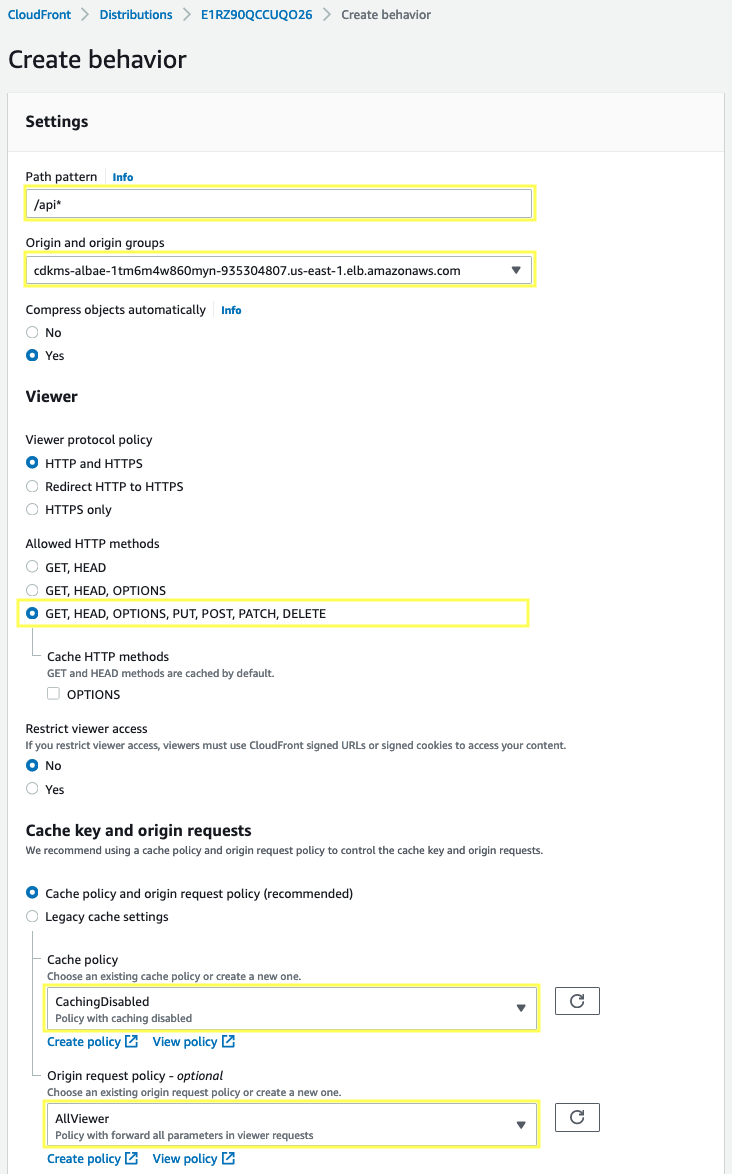 CloudFront > Distributions > E1RZ90QCCUQO26 > Create behavior
Create behavior
Settings
Path pattern Info
/api*
Origin and origin groups
cdkms-albae-1tm6m4w860myn-935304807.us-east-1.elb.amazonaws.com
Compress objects automatically Info
No
Yes
Viewer
Viewer protocol policy
HTTP and HTTPS
Redirect HTTP to HTTPS
HTTPS only
Allowed HTTP methods
GET, HEAD
GET, HEAD, OPTIONS
GET, HEAD, OPTIONS, PUT, POST, PATCH, DELETE
Cache HTTP methods
GET and HEAD methods are cached by default.
OPTIONS
Restrict viewer access
If you restrict viewer access, viewers must use CloudFront signed URLs or signed cookies to access your content.
No
Yes
Cache key and origin requests
We recommend using a cache policy and origin request policy to control the cache key and origin requests.
Cache policy and origin request policy (recommended)
Legacy cache settings
Cache policy
Choose an existing cache policy or create a new one.
CachingDisabled
Policy with caching disabled
Create policy View policy
Origin request policy - optional
Choose an existing origin request policy or create a new one.
AllViewer
Policy with forward all parameters in viewer requests
Create policy View policy